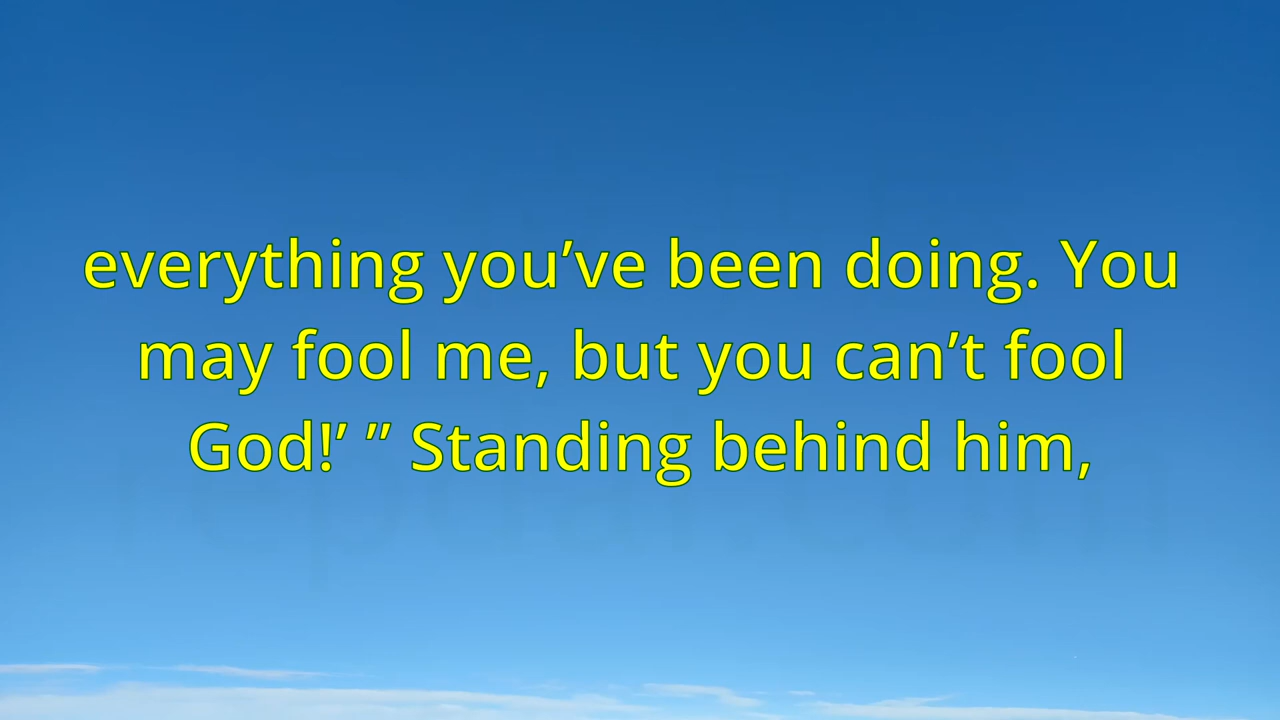 everything you’ve been doing. You
may fool me, but you can’t fool
God!’ ” Standing behind him,